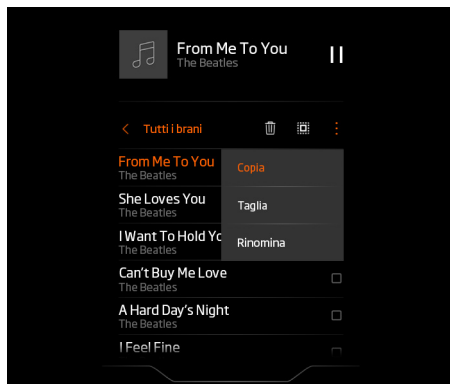 From Me To You
The Beatles
Tutti i brani
From Me To You
The Beatles
Copia
She Loves You
The Beatles
Taglia
I Want To Hold Yo
The Beatles
Rinomina
Can't Buy Me Love
The Beatles
A Hard Day's Night
The Beatles
I Feel Fine